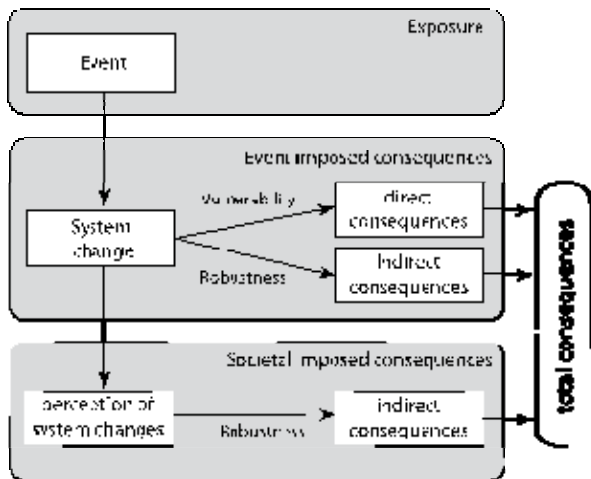 Exposure
Event
Event imposed consequences
Vulnerability
direct
consequences
System
change
Robustness
Indirect
consequences
Societal imposed consequences
perception of
system changes
Robustness
indirect
consequences
total consequences